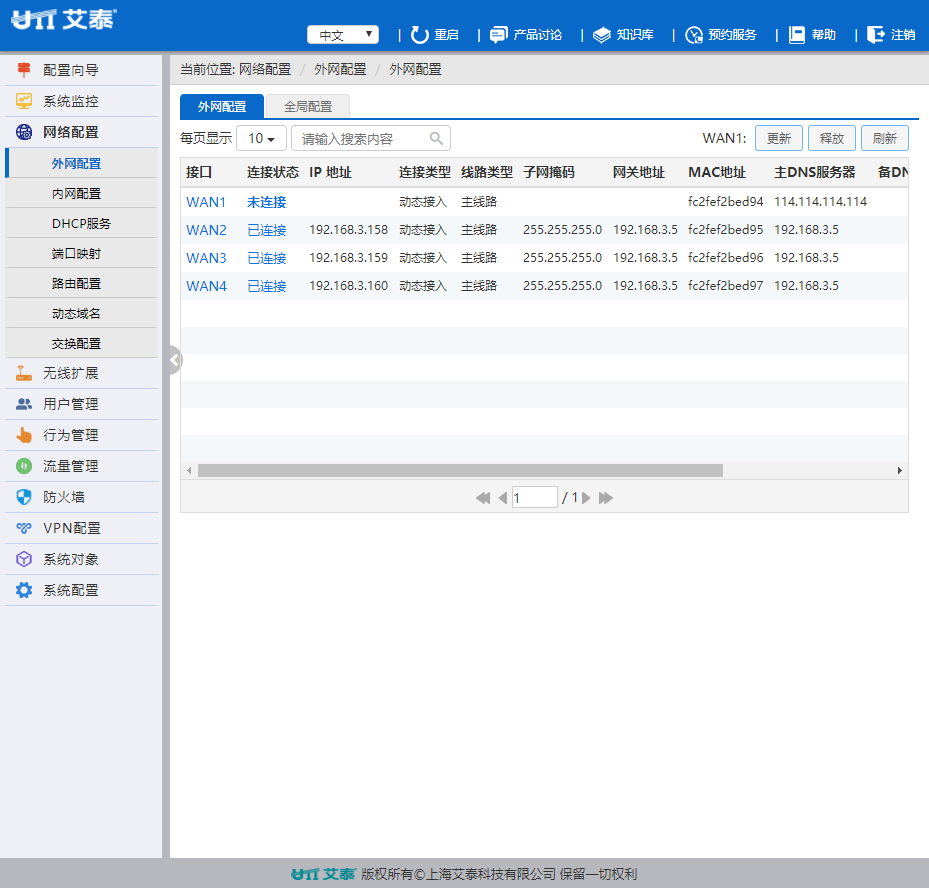 UTT 艾泰®
中文 | 重启 | 产品讨论 | 知识库 | 预约服务 | 帮助 | 注销
配置向导
系统监控
网络配置
外网配置
内网配置
DHCP服务
端口映射
路由配置
动态域名
交换配置
无线扩展
用户管理
行为管理
流量管理
防火墙
VPN配置
系统对象
系统配置
当前位置: 网络配置 / 外网配置 / 外网配置
外网配置 全局配置
每页显示 10 请输入搜索内容 WAN1: 更新 释放 刷新
接口 连接状态 IP 地址 连接类型 线路类型 子网掩码 网关地址 MAC地址 主DNS服务器 备DN
WAN1 未连接 动态接入 主线路 fc2fef2bed94 114.114.114.114
WAN2 已连接 192.168.3.158 动态接入 主线路 255.255.255.0 192.168.3.5 fc2fef2bed95 192.168.3.5
WAN3 已连接 192.168.3.159 动态接入 主线路 255.255.255.0 192.168.3.5 fc2fef2bed96 192.168.3.5
WAN4 已连接 192.168.3.160 动态接入 主线路 255.255.255.0 192.168.3.5 fc2fef2bed97 192.168.3.5
1 / 1
UTT 艾泰® 版权所有©上海艾泰科技有限公司 保留一切权利